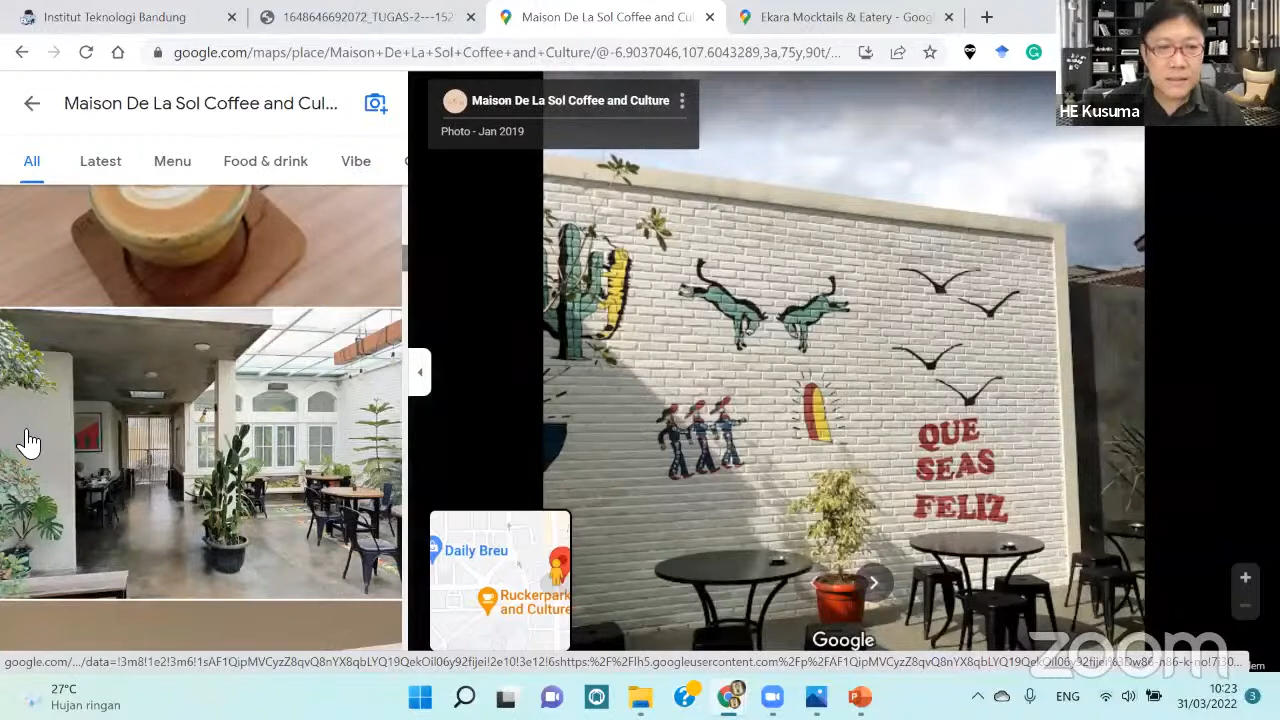 Institut Teknologi Bandung
1648646692072_TUGAS-2---152
Maison De La Sol Coffee and Cul
Ekara Mocktails & Eatery - Goog
google.com/maps/place/Maison+De+La+Sol+Coffee+and+Culture/@-6.9037046,107.6043289,3a,75y,90t/...
HE Kusuma
Maison De La Sol Coffee and Cul...
Maison De La Sol Coffee and Culture
Photo - Jan 2019
All
Latest
Menu
Food & drink
Vibe
QUE
SEAS
FELIZ
Daily Breu
Ruckerpark
and Culture
Google
zoom
27°C
Hujan ringan
ENG
10:23
31/03/2022
3